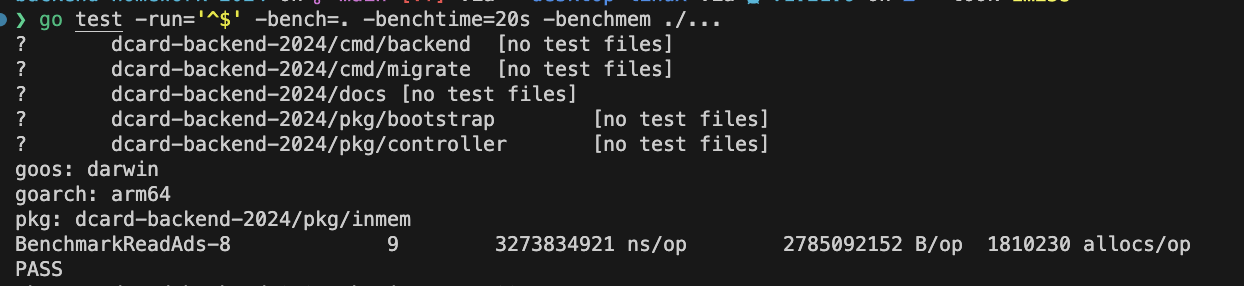 ❯ go test -run='^$' -bench=. -benchtime=20s -benchmem ./...
?       dcard-backend-2024/cmd/backend  [no test files]
?       dcard-backend-2024/cmd/migrate  [no test files]
?       dcard-backend-2024/docs [no test files]
?       dcard-backend-2024/pkg/bootstrap        [no test files]
?       dcard-backend-2024/pkg/controller       [no test files]
goos: darwin
goarch: arm64
pkg: dcard-backend-2024/pkg/inmem
BenchmarkReadAds-8             9        3273834921 ns/op        2785092152 B/op  1810230 allocs/op
PASS